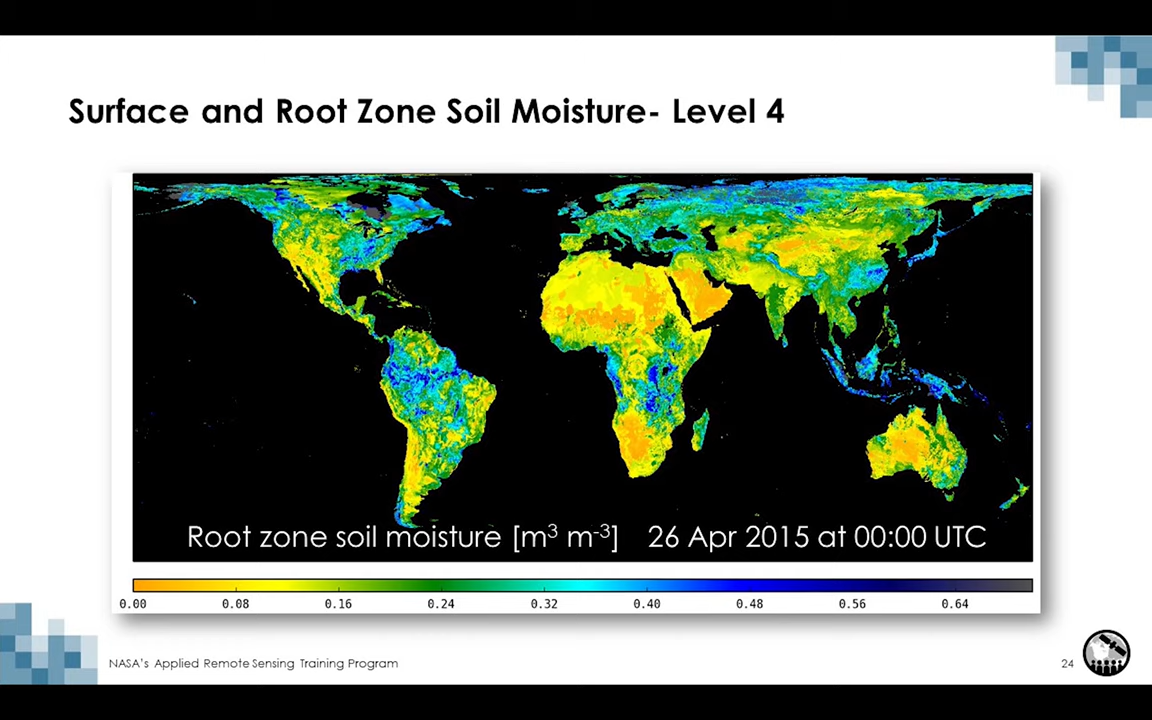 Surface and Root Zone Soil Moisture- Level 4
Root zone soil moisture [m³ m⁻³] 26 Apr 2015 at 00:00 UTC
0.00 0.08 0.16 0.24 0.32 0.40 0.48 0.56 0.64
NASA's Applied Remote Sensing Training Program
24